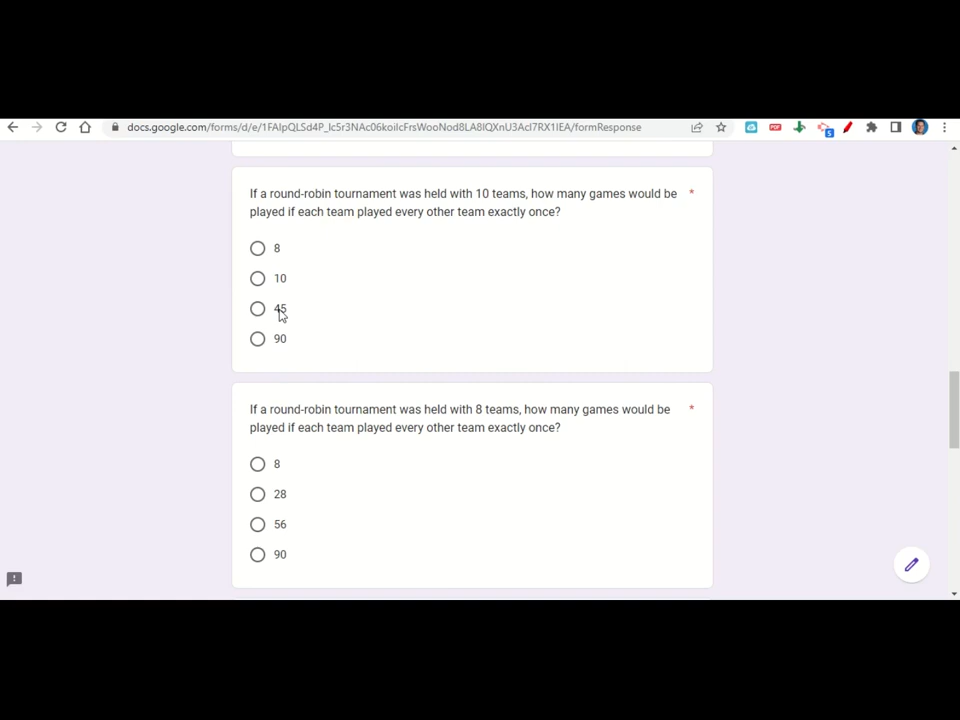 docs.google.com/forms/d/e/1FAIpQLSd4P_lc5r3NAc06koiIcFrsWooNod8LA8IQXnU3AcI7RX1IEA/formResponse
PDF
5
If a round-robin tournament was held with 10 teams, how many games would be *
played if each team played every other team exactly once?
8
10
45
90
If a round-robin tournament was held with 8 teams, how many games would be *
played if each team played every other team exactly once?
8
28
56
90